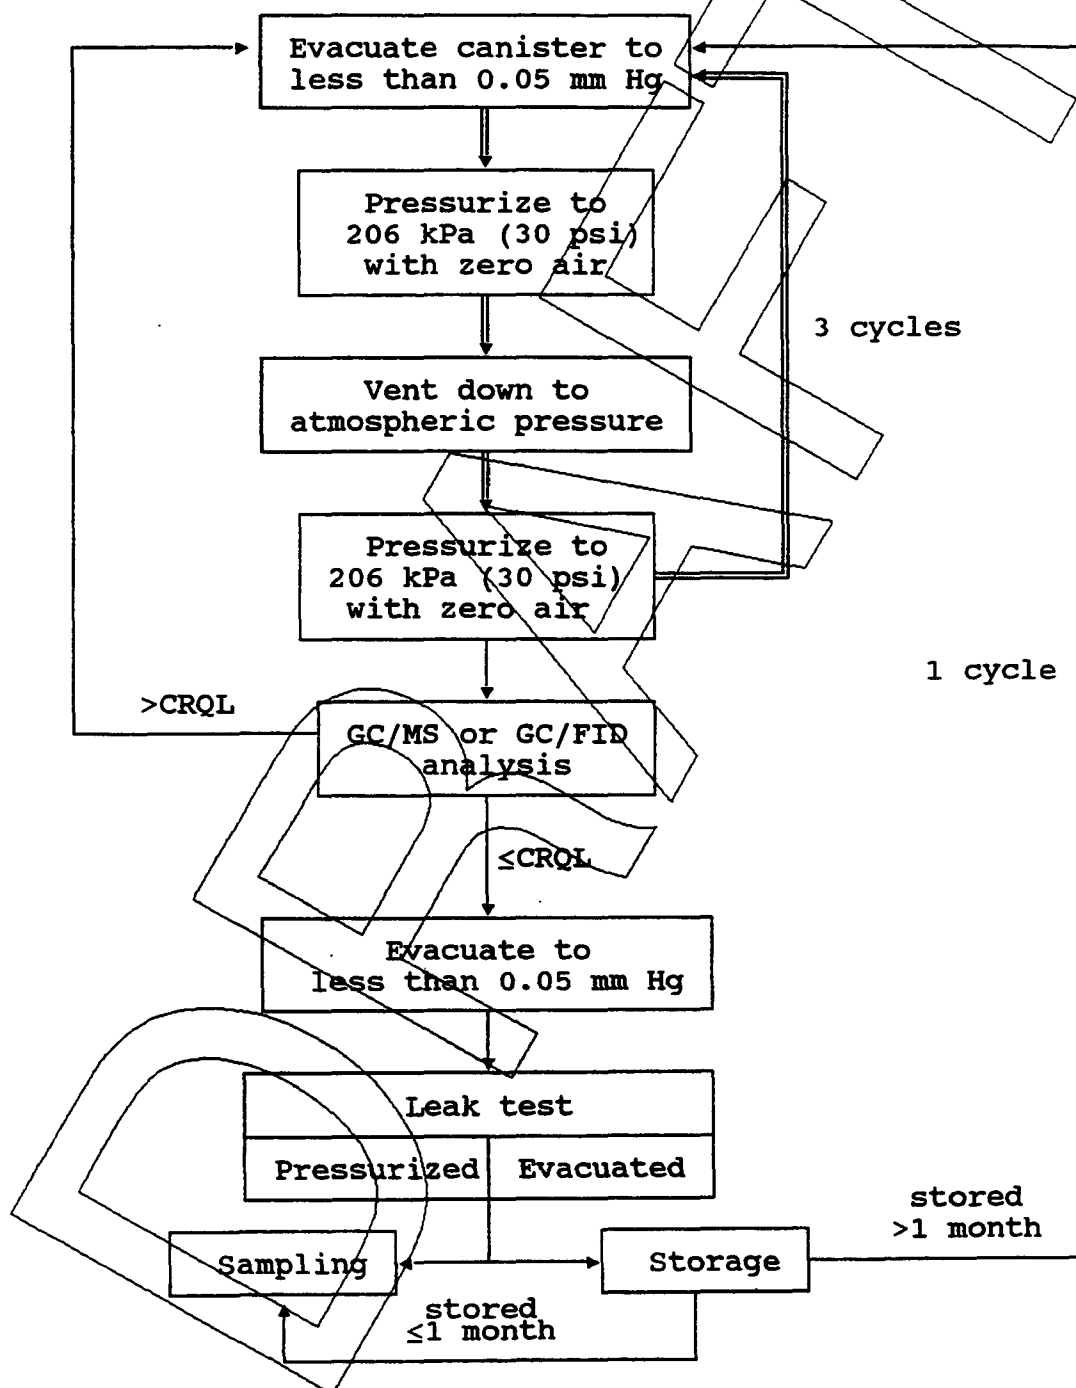 Evacuate canister to
less than 0.05 mm Hg
Pressurize to
206 kPa (30 psi)
with zero air
3 cycles
Vent down to
atmospheric pressure
Pressurize to
206 kPa (30 psi)
with zero air
1 cycle
>CRQL
GC/MS or GC/FID
analysis
≤CRQL
Evacuate to
less than 0.05 mm Hg
Leak test
Pressurized
Evacuated
stored
>1 month
Sampling
Storage
stored
≤1 month
DRAFT